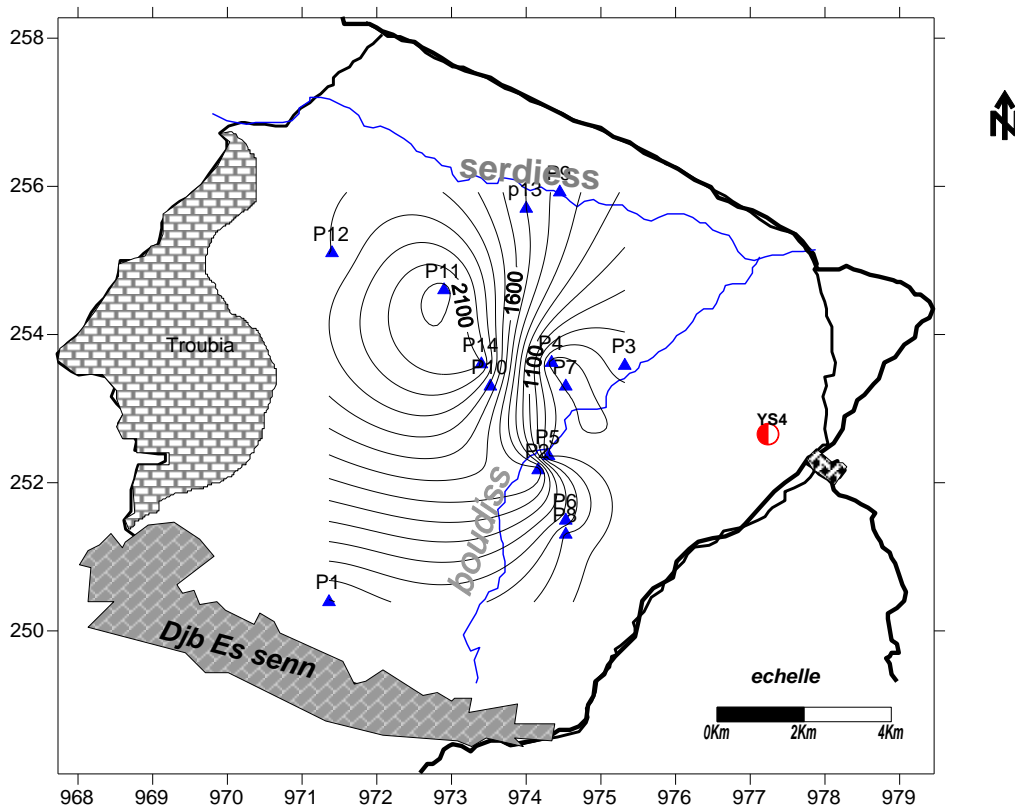 258
N
256
254
252
250
serdiess
P9
p13
P12
P11
2100
1600
P14
P4
P3
Troubia
P10
1100
P7
YS4
P5
P2
P6
P8
boudiss
P1
Djb Es senn
echelle
0Km 2Km 4Km
968 969 970 971 972 973 974 975 976 977 978 979